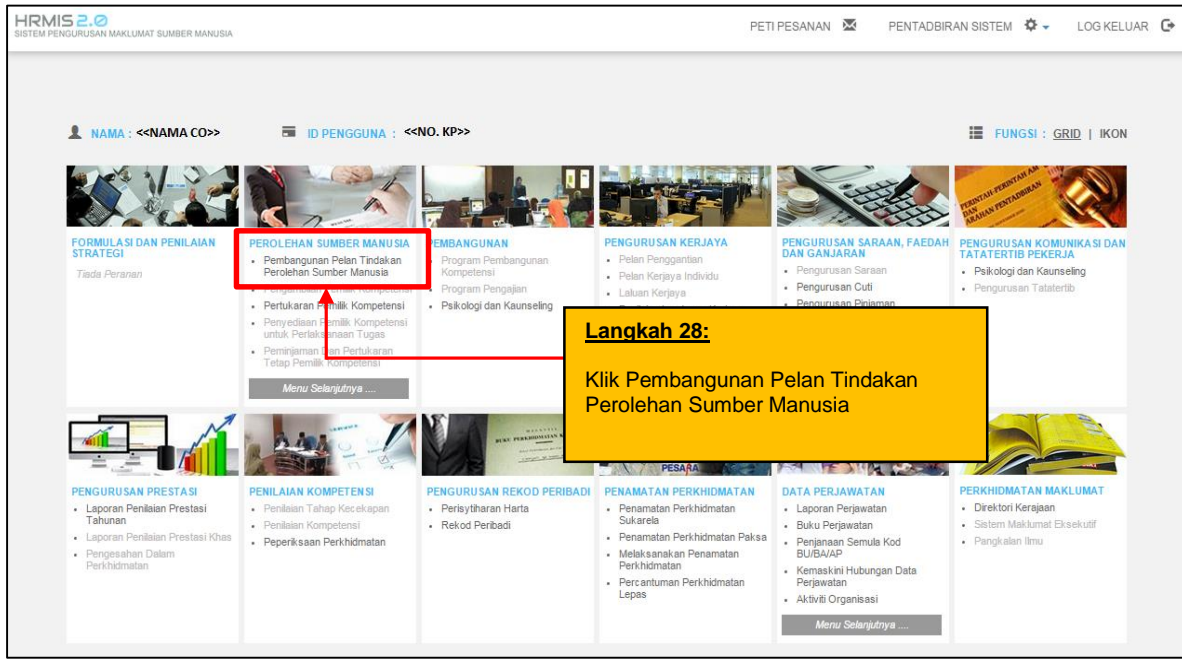 HRMIS 2.0
SISTEM PENGURUSAN MAKLUMAT SUMBER MANUSIA
PETI PESANAN
PENTADBIRAN SISTEM
LOG KELUAR
NAMA : <<NAMA CO>>
ID PENGGUNA : <<NO. KP>>
FUNGSI : GRID | IKON
FORMULASI DAN PENILAIAN
STRATEGI
Tiada Peranan
PEROLEHAN SUMBER MANUSIA
Pembangunan Pelan Tindakan
Perolehan Sumber Manusia
Pertukaran Pemilik Kompetensi
Penyediaan Pemilik Kompetensi
untuk Perlaksanaan Tugas
Peminjaman Dan Pertukaran
Tetap Pemilik Kompetensi
Menu Selanjutnya ....
PEMBANGUNAN
Program Pembangunan
Kompetensi
Program Pengajian
Psikologi dan Kaunseling
PENGURUSAN KERJAYA
Pelan Penggantian
Pelan Kerjaya Individu
Laluan Kerjaya
PENGURUSAN SARAAN, FAEDAH
DAN GANJARAN
Pengurusan Saraan
Pengurusan Cuti
Pengurusan Pinjaman
PERINTAH-PERINTAH AM
DAN
ARAHAN PENTADBIRAN
PENGURUSAN KOMUNIKASI DAN
TATATERTIB PEKERJA
Psikologi dan Kaunseling
Pengurusan Tatatertib
Langkah 28:
Klik Pembangunan Pelan Tindakan
Perolehan Sumber Manusia
PENGURUSAN PRESTASI
Laporan Penilaian Prestasi
Tahunan
Laporan Penilaian Prestasi Khas
Pengesahan Dalam
Perkhidmatan
PENILAIAN KOMPETENSI
Penilaian Tahap Kecekapan
Penilaian Kompetensi
Peperiksaan Perkhidmatan
PENGURUSAN REKOD PERIBADI
Perisytiharan Harta
Rekod Peribadi
PESARA
PENAMATAN PERKHIDMATAN
Penamatan Perkhidmatan
Sukarela
Penamatan Perkhidmatan Paksa
Melaksanakan Penamatan
Perkhidmatan
Percantuman Perkhidmatan
Lepas
DATA PERJAWATAN
Laporan Perjawatan
Buku Perjawatan
Penjanaan Semula Kod
BU/BA/AP
Kemaskini Hubungan Data
Perjawatan
Aktiviti Organisasi
Menu Selanjutnya ....
PERKHIDMATAN MAKLUMAT
Direktori Kerajaan
Sistem Maklumat Eksekutif
Pangkalan Ilmu